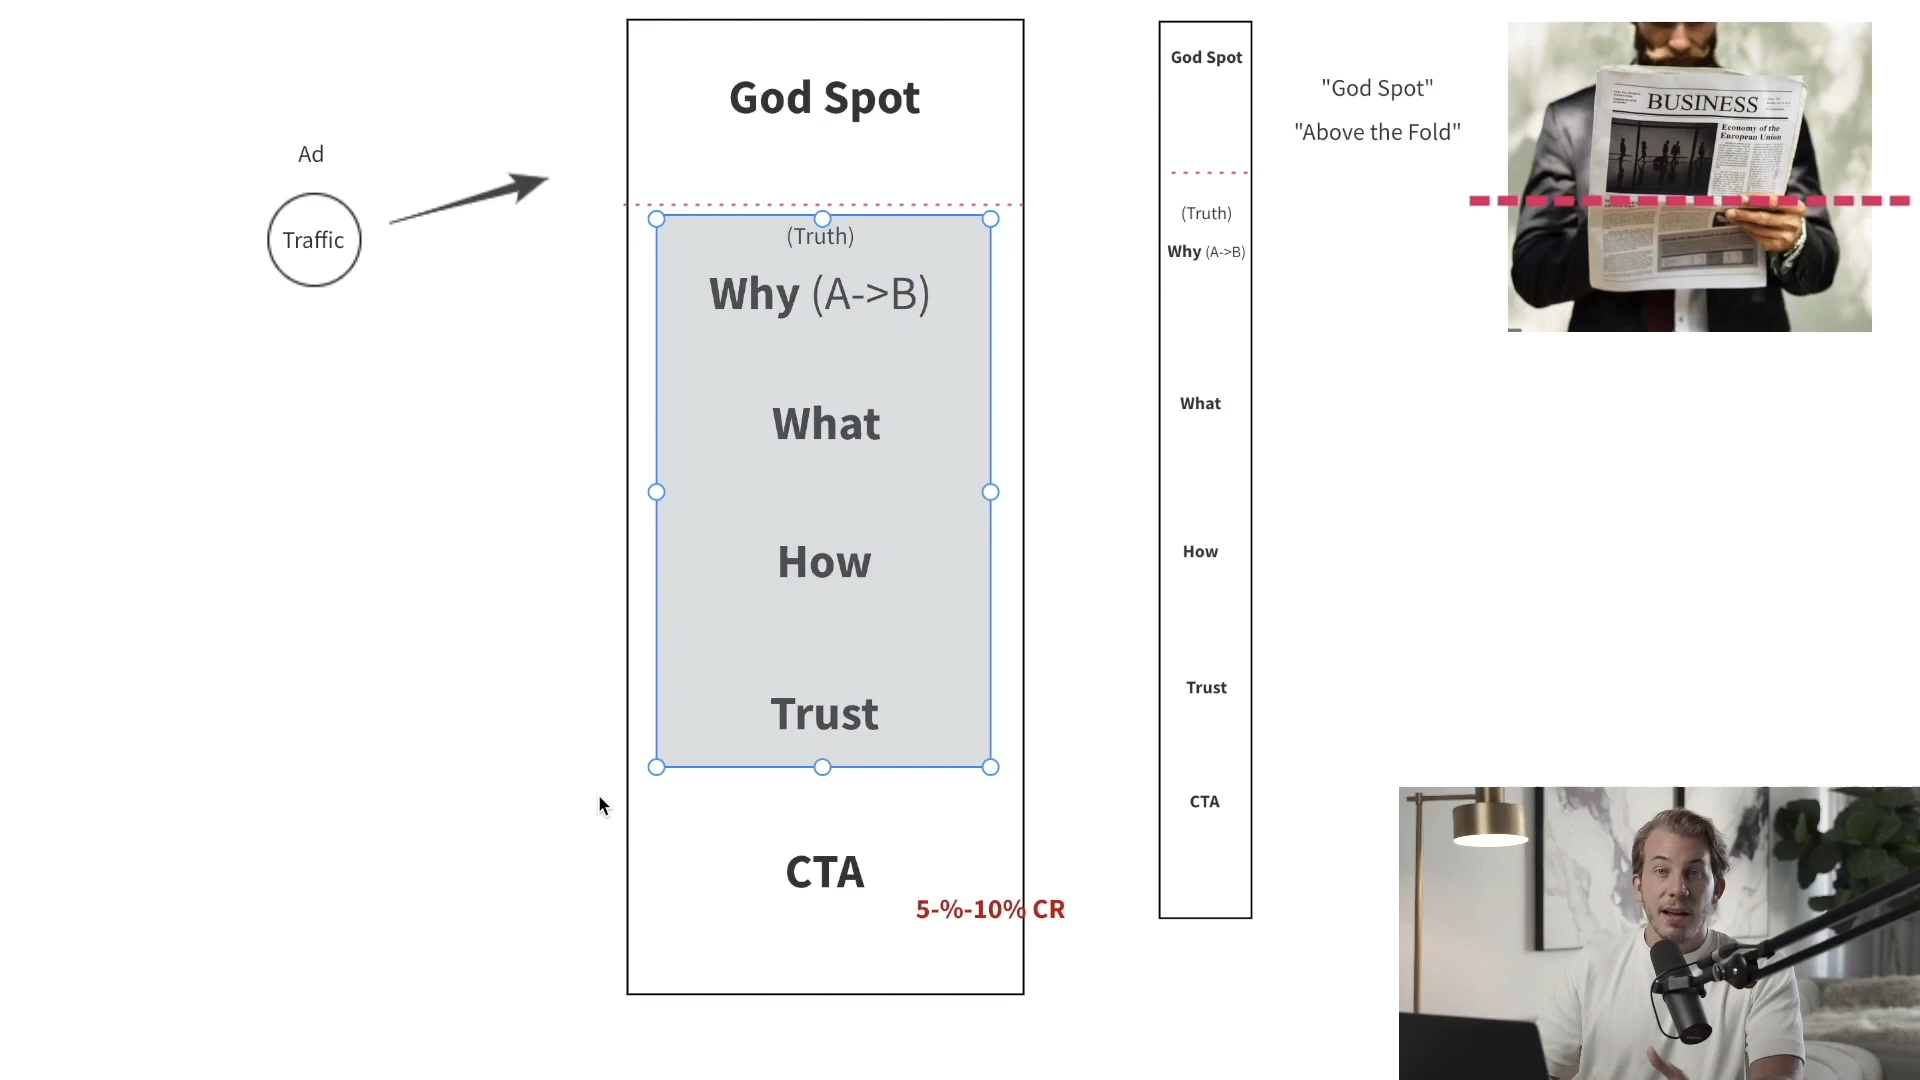 Ad
Traffic
God Spot
(Truth)
Why (A->B)
What
How
Trust
CTA
5-%-10% CR
God Spot
(Truth)
Why (A->B)
What
How
Trust
CTA
"God Spot"
"Above the Fold"
BUSINESS
Economy of the
European Union